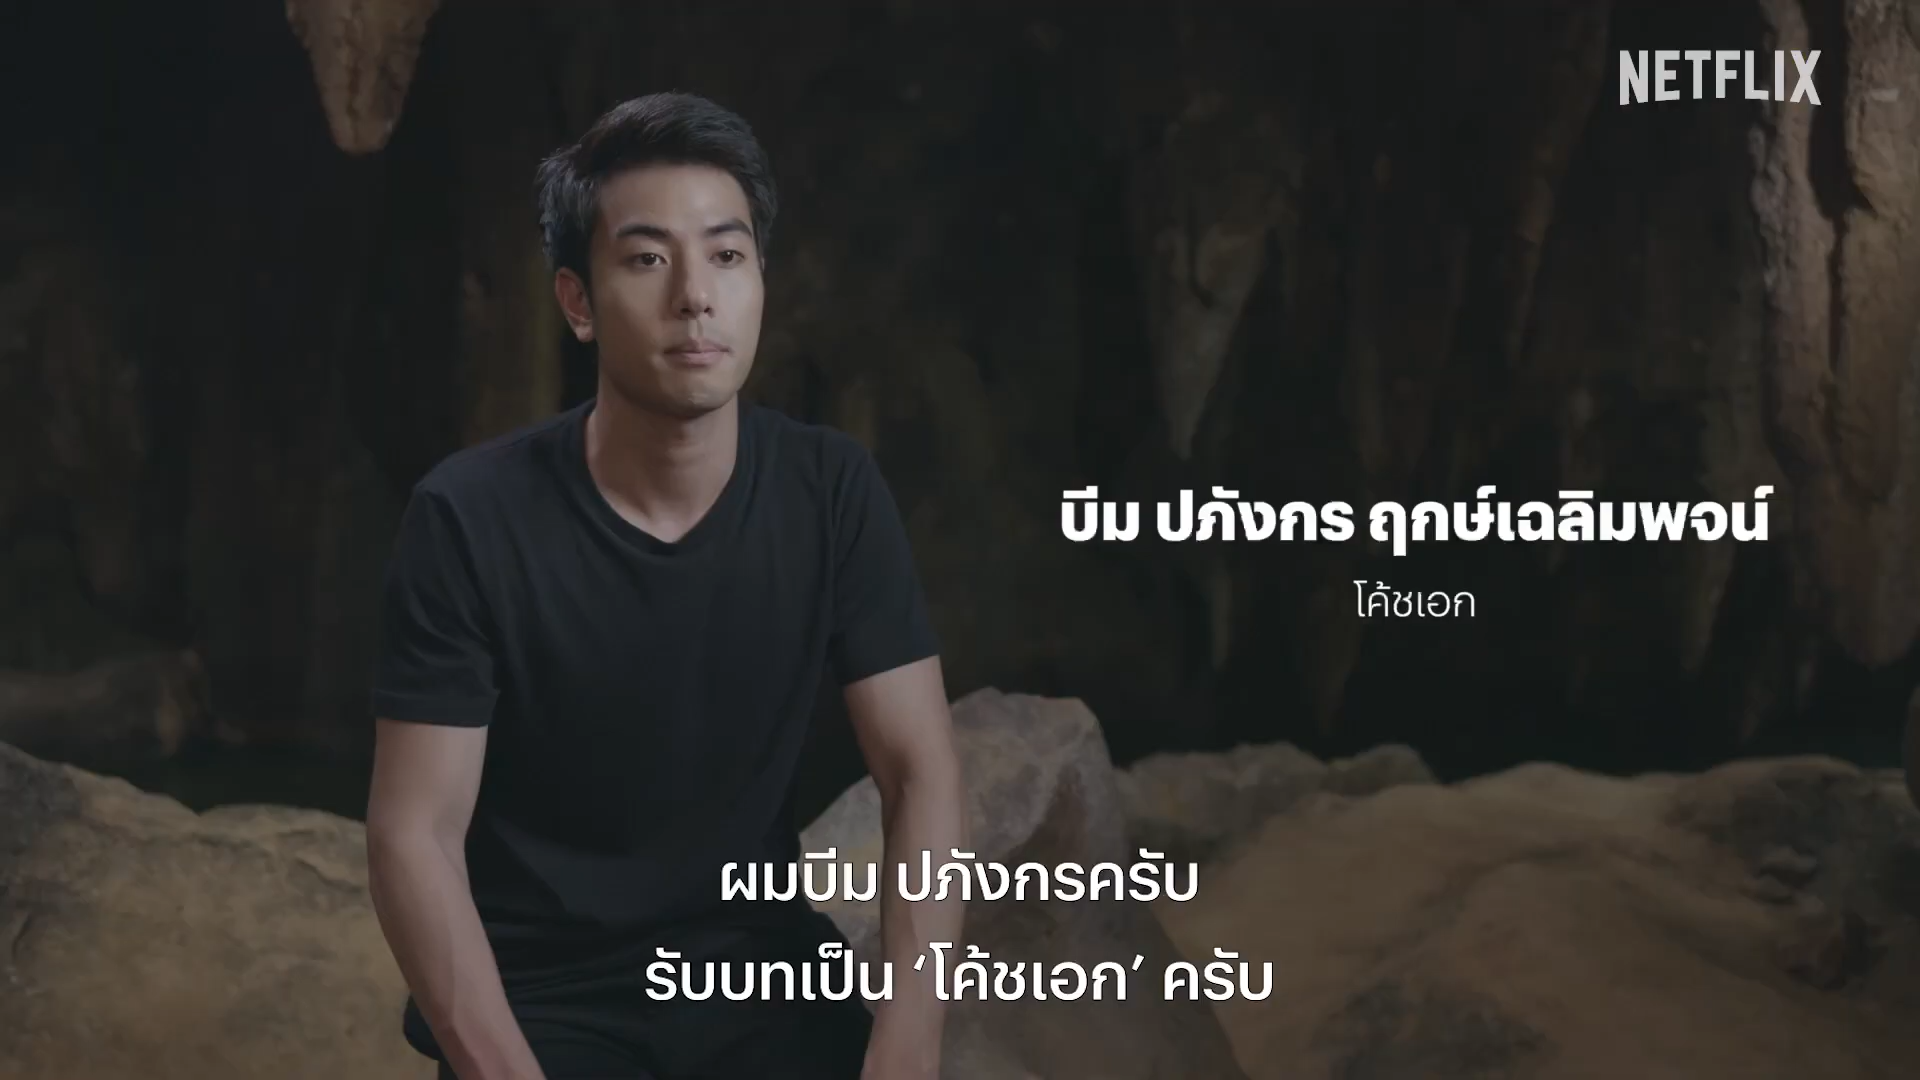 NETFLIX
บีม ปภังกร ฤกษ์เฉลิมพจน์
โค้ชเอก
ผมบีม ปภังกรครับ
รับบทเป็น ‘โค้ชเอก’ ครับ